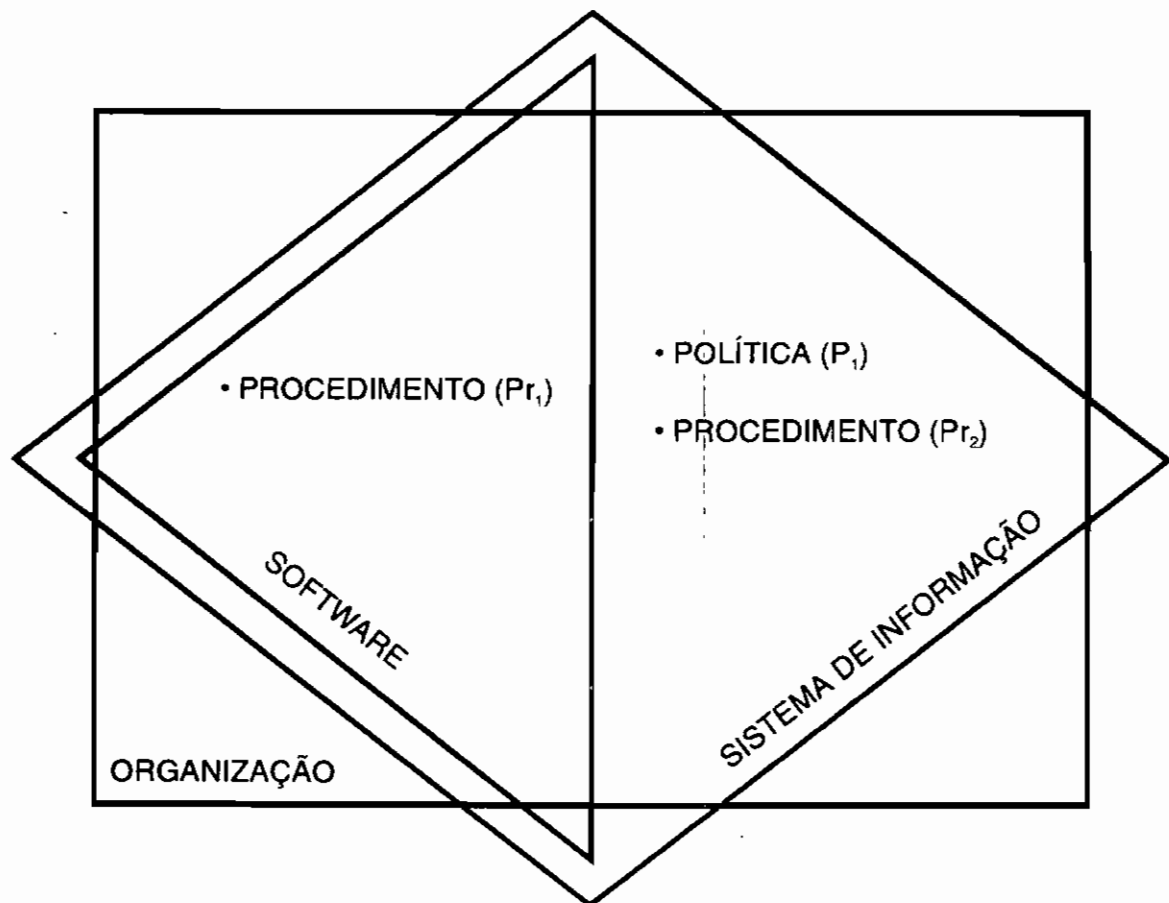 • POLÍTICA (P₁)
• PROCEDIMENTO (Pr₁)
• PROCEDIMENTO (Pr₂)
SOFTWARE
SISTEMA DE INFORMAÇÃO
ORGANIZAÇÃO